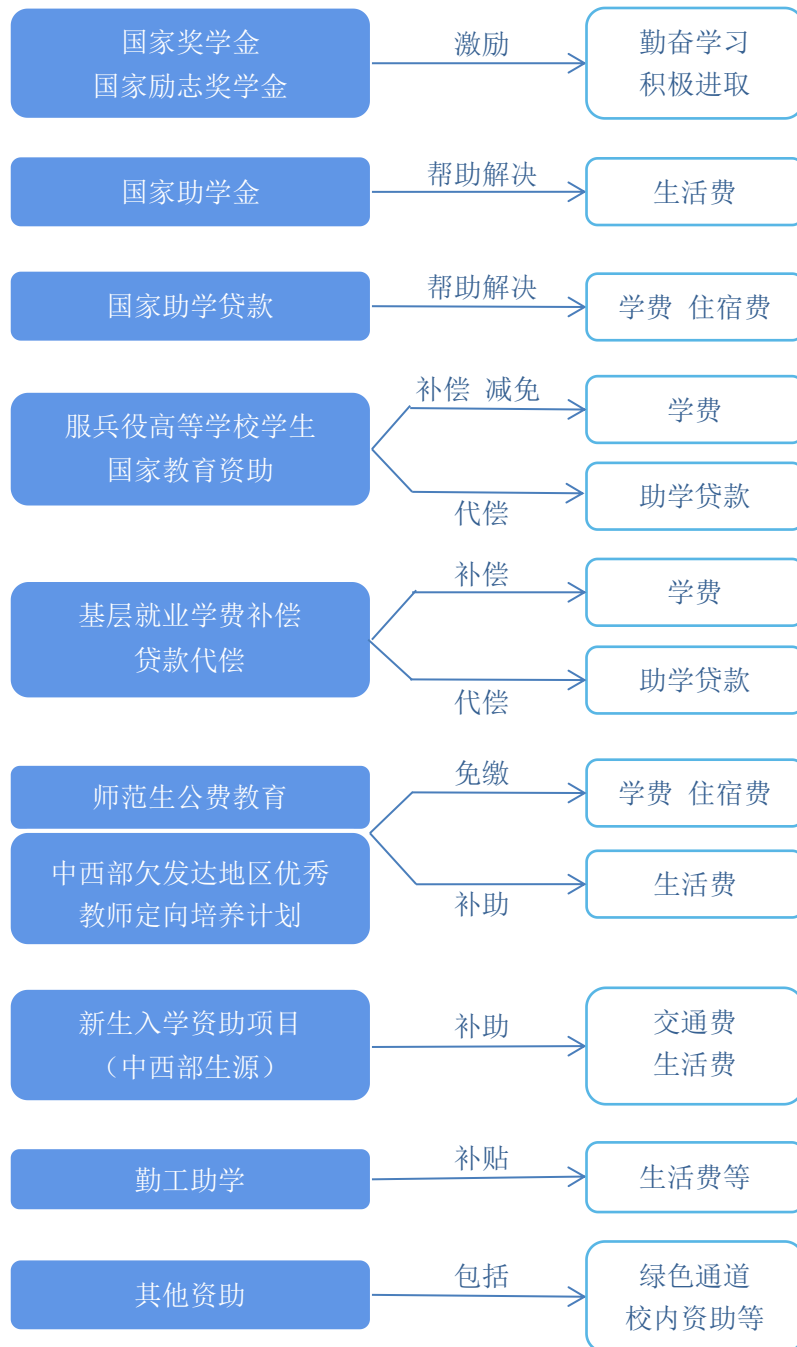 国家奖学金
国家励志奖学金
激励
勤奋学习
积极进取
国家助学金
帮助解决
生活费
国家助学贷款
帮助解决
学费 住宿费
服兵役高等学校学生
国家教育资助
补偿 减免
学费
代偿
助学贷款
基层就业学费补偿
贷款代偿
补偿
学费
代偿
助学贷款
师范生公费教育
中西部欠发达地区优秀
教师定向培养计划
免缴
学费 住宿费
补助
生活费
新生入学资助项目
（中西部生源）
补助
交通费
生活费
勤工助学
补贴
生活费等
其他资助
包括
绿色通道
校内资助等